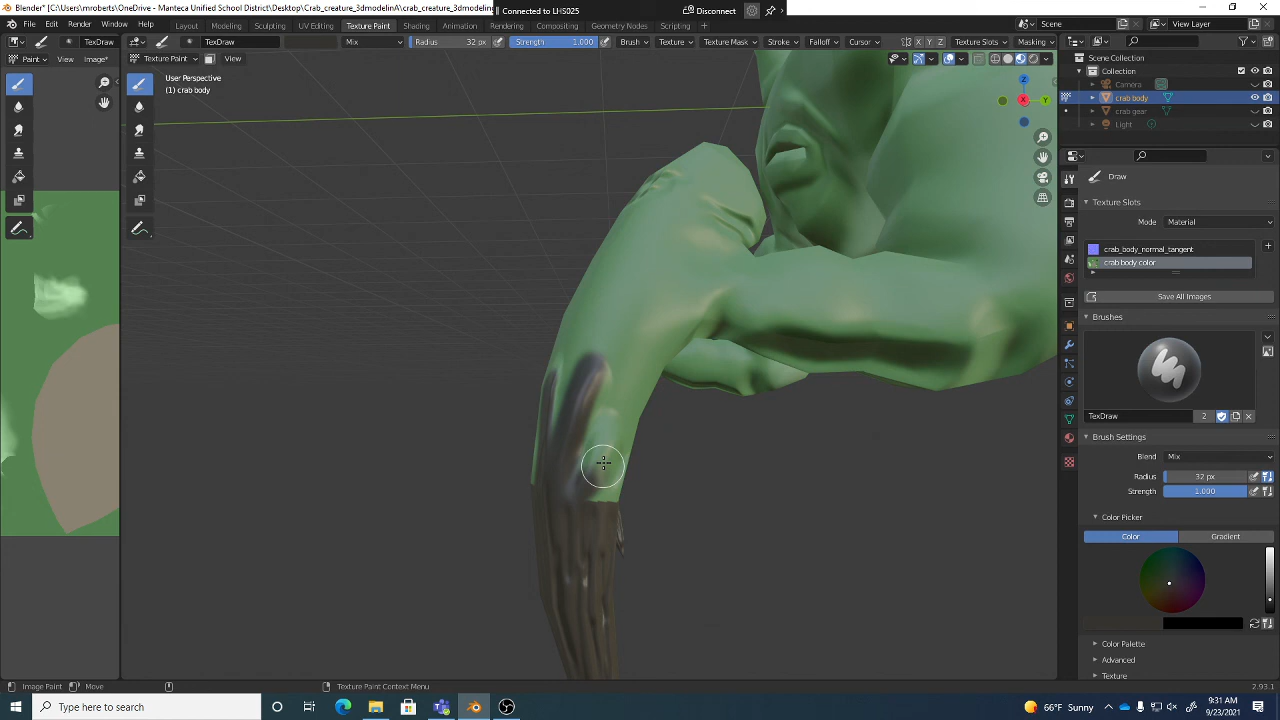 Blender* [C:\Users\mroberts\OneDrive - Manteca Unified School District\Desktop\Crab_creature_3dmodelinA\crab_creature_3dmodelin
Connected to LHS025
Disconnect
File Edit Render Window Help
Layout Modeling Sculpting UV Editing Texture Paint Shading Animation Rendering Compositing Geometry Nodes Scripting
Scene
View Layer
TexDraw
TexDraw
Mix
Radius 32 px
Strength 1.000
Brush
Texture
Texture Mask
Stroke
Falloff
Cursor
X Y Z
Texture Slots
Masking
Paint View Image*
Texture Paint View
User Perspective
(1) crab body
Z
X
Y
Scene Collection
Collection
Camera
crab body
crab gear
Light
Draw
Texture Slots
Mode Material
crab_body_normal_tangent
crab body color
Save All Images
Brushes
TexDraw 2
Brush Settings
Blend Mix
Radius 32 px
Strength 1.000
Color Picker
Color Gradient
Color Palette
Advanced
Texture
Image Paint
Move
Texture Paint Context Menu
2.93.1
Type here to search
66°F Sunny
9:31 AM
9/23/2021